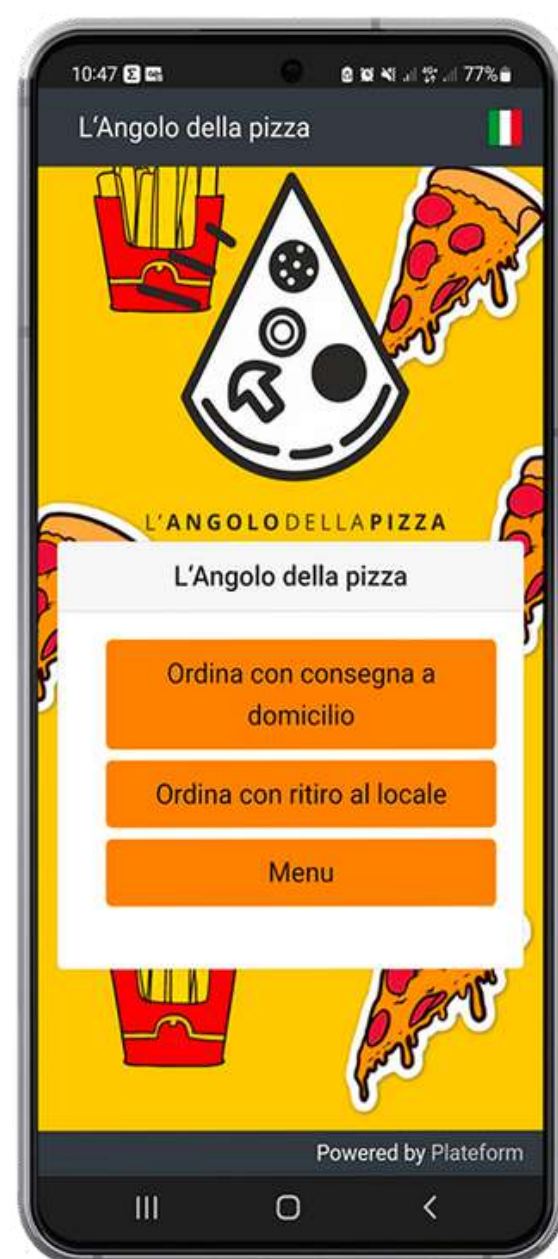 10:47
77%
L'Angolo della pizza
L'ANGOLODELLAPIZZA
L'Angolo della pizza
Ordina con consegna a
domicilio
Ordina con ritiro al locale
Menu
Powered by Plateform